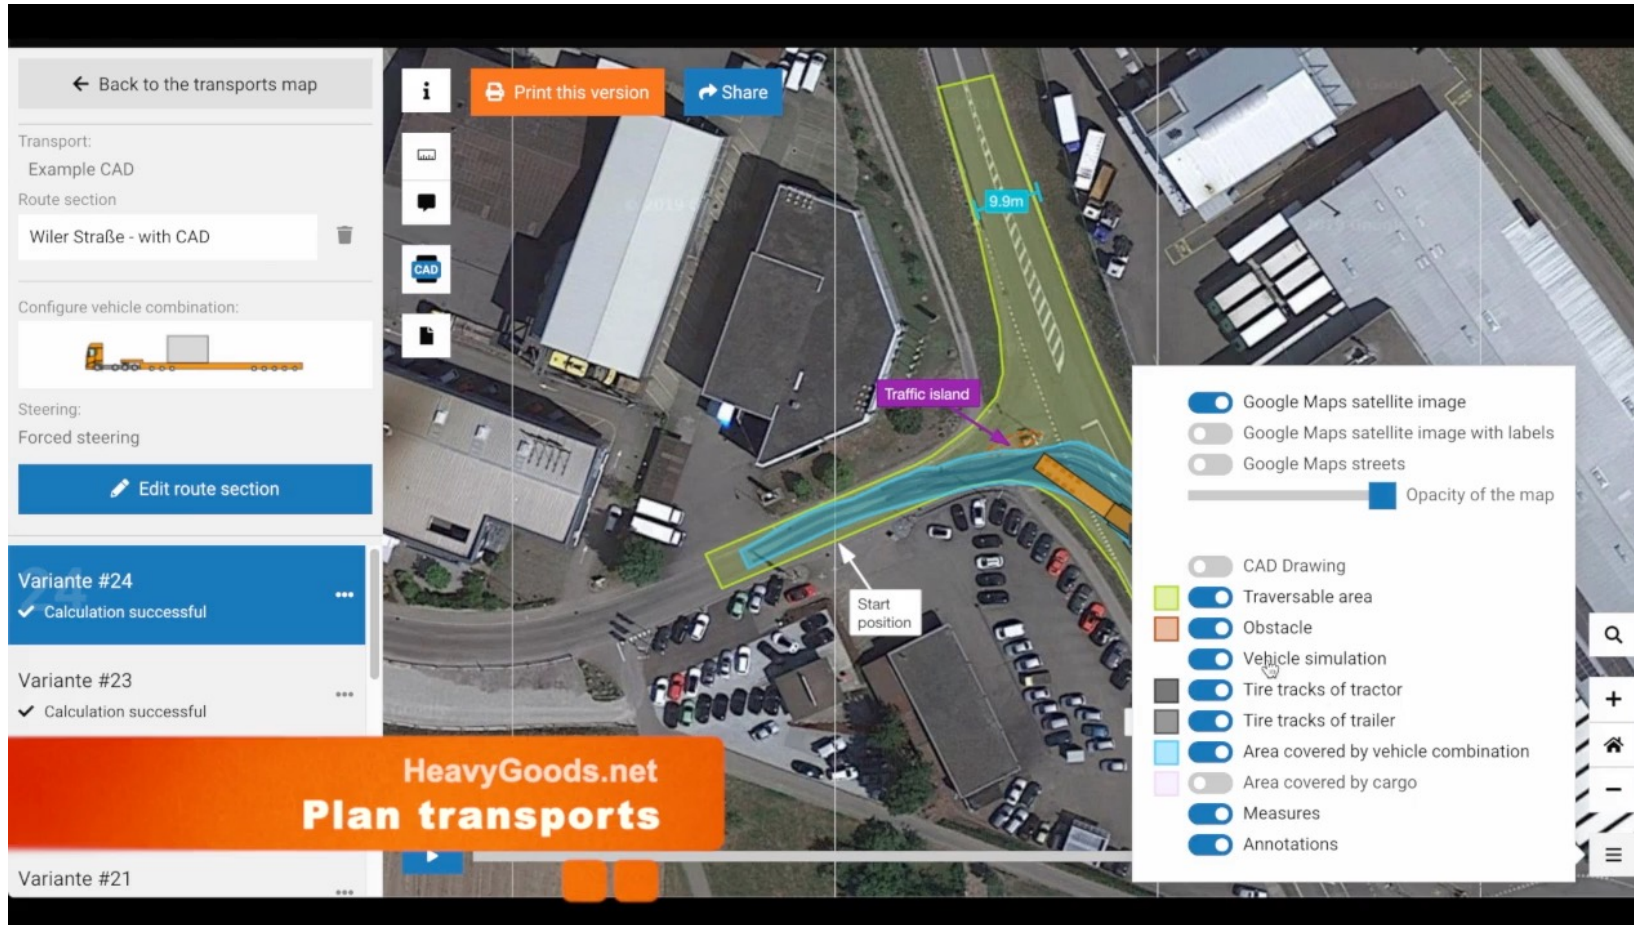 Back to the transports map
Transport:
Example CAD
Route section
Wiler Straße - with CAD
Configure vehicle combination:
Steering:
Forced steering
Edit route section
24
Variante #24
Calculation successful
Variante #23
Calculation successful
Variante #21
i
Print this version
Share
CAD
9.9m
Traffic island
Start
position
Google Maps satellite image
Google Maps satellite image with labels
Google Maps streets
Opacity of the map
CAD Drawing
Traversable area
Obstacle
Vehicle simulation
Tire tracks of tractor
Tire tracks of trailer
Area covered by vehicle combination
Area covered by cargo
Measures
Annotations
HeavyGoods.net
Plan transports